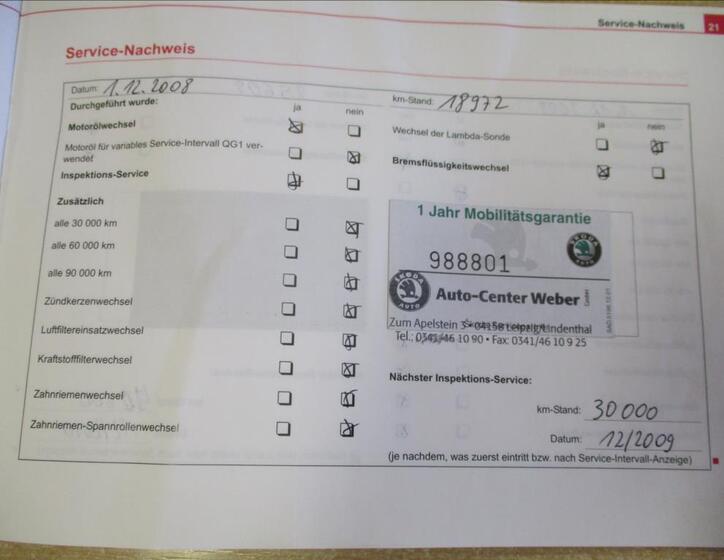 Service-Nachweis 21
Service-Nachweis
Datum: 1.12.2008
km-Stand: 18972
Durchgeführt wurde: ja nein
ja nein
Motorölwechsel
Wechsel der Lambda-Sonde
Motoröl für variables Service-Intervall QG1 ver-
wendet
Bremsflüssigkeitswechsel
Inspektions-Service
Zusätzlich
alle 30 000 km
alle 60 000 km
alle 90 000 km
Zündkerzenwechsel
Luftfiltereinsatzwechsel
Kraftstofffilterwechsel
Zahnriemenwechsel
Zahnriemen-Spannrollenwechsel
1 Jahr Mobilitätsgarantie
988801
SKODA
AUTO
SKODA
AUTO
Auto-Center Weber GmbH
Zum Apelstein 3 • 04158 Leipzig/Lindenthal
Tel.: 0341/46 10 90 • Fax: 0341/46 10 9 25
Nächster Inspektions-Service:
km-Stand: 30 000
Datum: 12/2009
(je nachdem, was zuerst eintritt bzw. nach Service-Intervall-Anzeige)